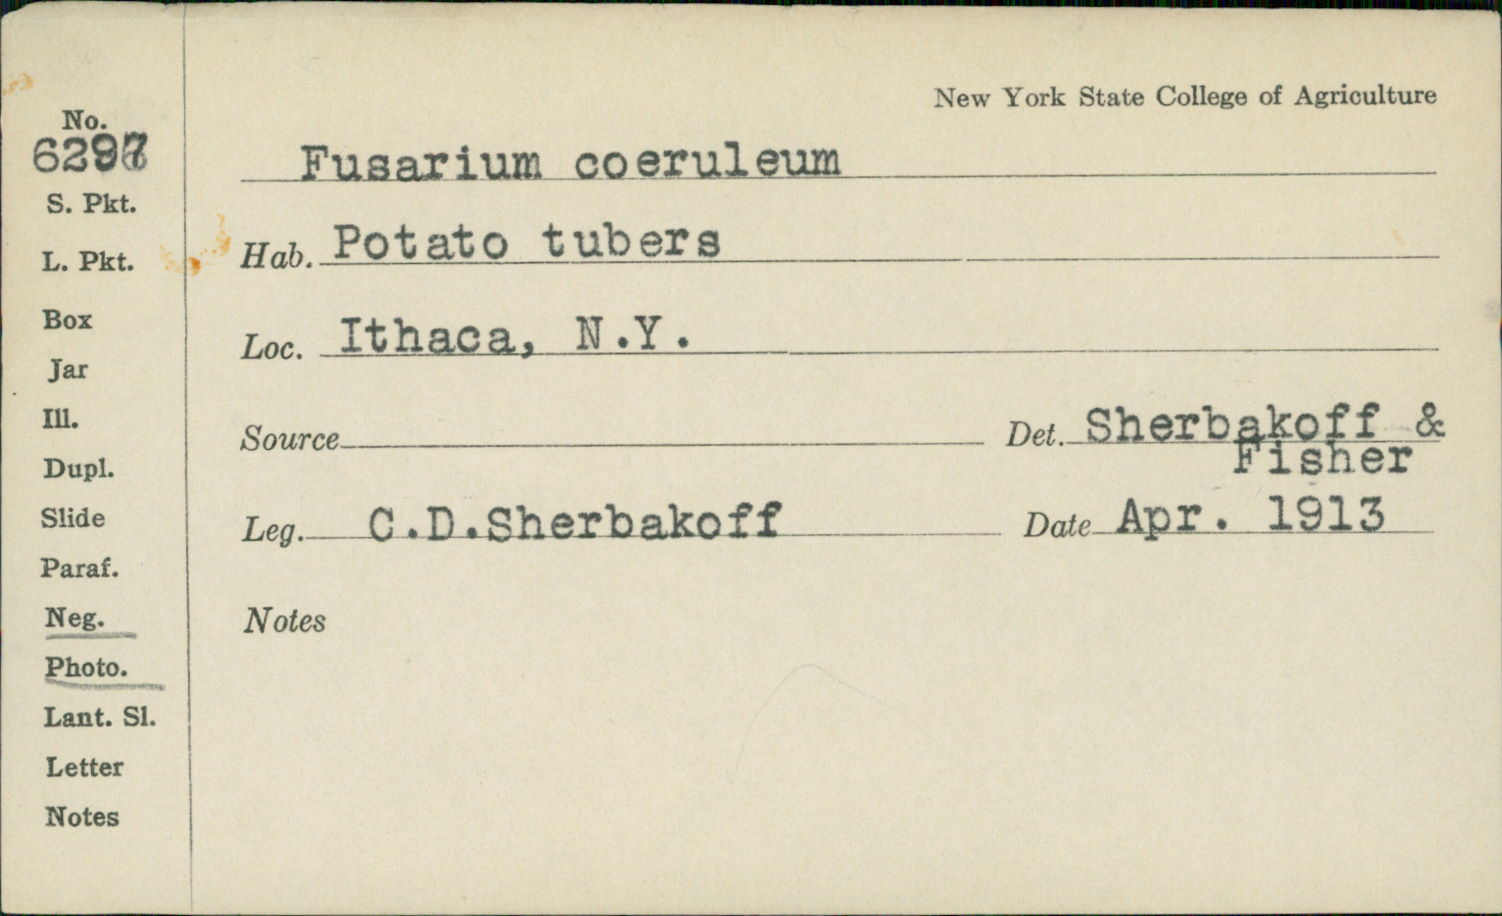 New York State College of Agriculture
No.
S. Pkt.
L. Pkt.
Box
Jar
Ill.
Dupl.
Slide
Paraf.
Neg.
Photo.
Lant. Sl.
Letter
Notes
Fusarium coeruleum
Hab. Potato tubers
Loc. Ithaca, N.Y.
Source
Det. Sherbakoff &
Fisher
Leg. C.D.Sherbakoff
Date Apr. 1913
Notes